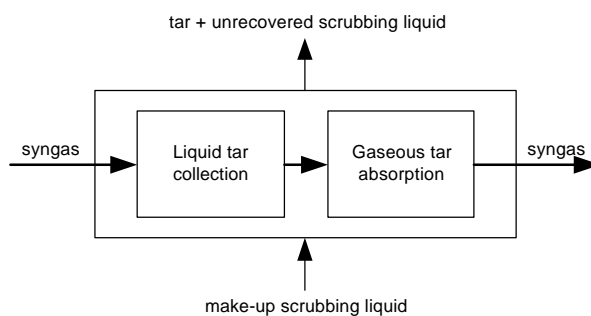 tar + unrecovered scrubbing liquid
syngas
Liquid tar
collection
Gaseous tar
absorption
syngas
make-up scrubbing liquid